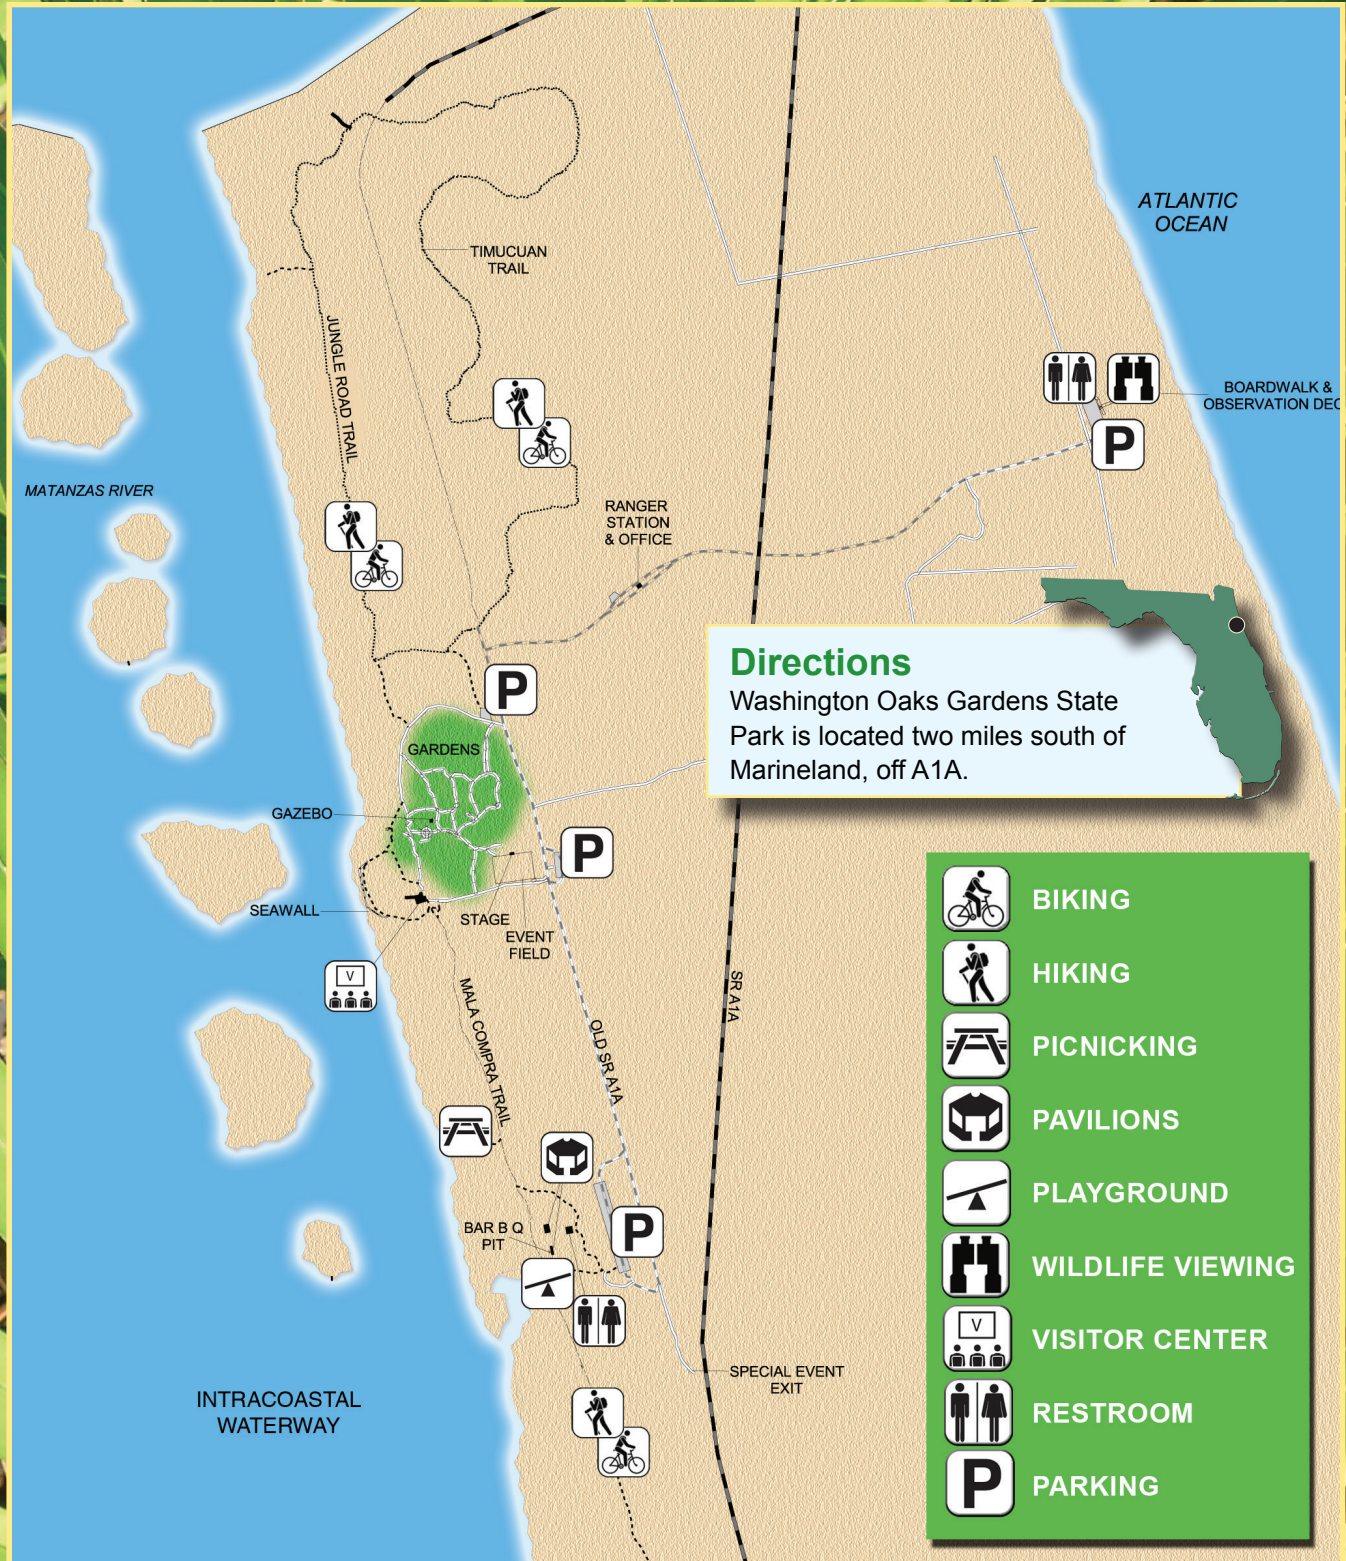 ATLANTIC
OCEAN
TIMUCUAN
TRAIL
JUNGLE ROAD TRAIL
BOARDWALK &
OBSERVATION DEC
MATANZAS RIVER
RANGER
STATION
& OFFICE
P
Directions
Washington Oaks Gardens State
Park is located two miles south of
Marineland, off A1A.
P
GARDENS
GAZEBO
P
SEAWALL
STAGE
EVENT
FIELD
V
MALA COMPRA TRAIL
OLD SR A1A
SR A1A
BAR B Q
PIT
P
SPECIAL EVENT
EXIT
INTRACOASTAL
WATERWAY
BIKING
HIKING
PICNICKING
PAVILIONS
PLAYGROUND
WILDLIFE VIEWING
V
VISITOR CENTER
RESTROOM
P
PARKING